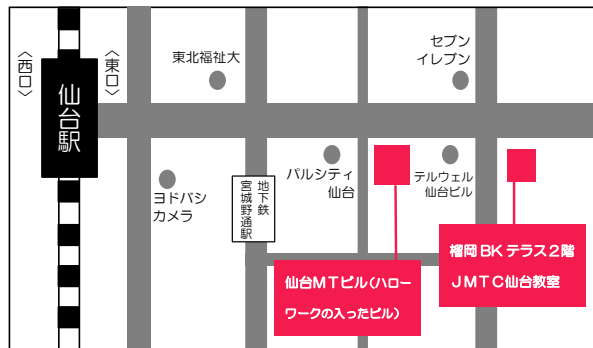 〈西口〉
仙台駅
〈東口〉
東北福祉大
セブン
イレブン
ヨドバシ
カメラ
地下鉄
宮城野通駅
パルシティ
仙台
テルウェル
仙台ビル
仙台MTビル(ハロー
ワークの入ったビル)
榴岡BKテラス2階
JMTC仙台教室